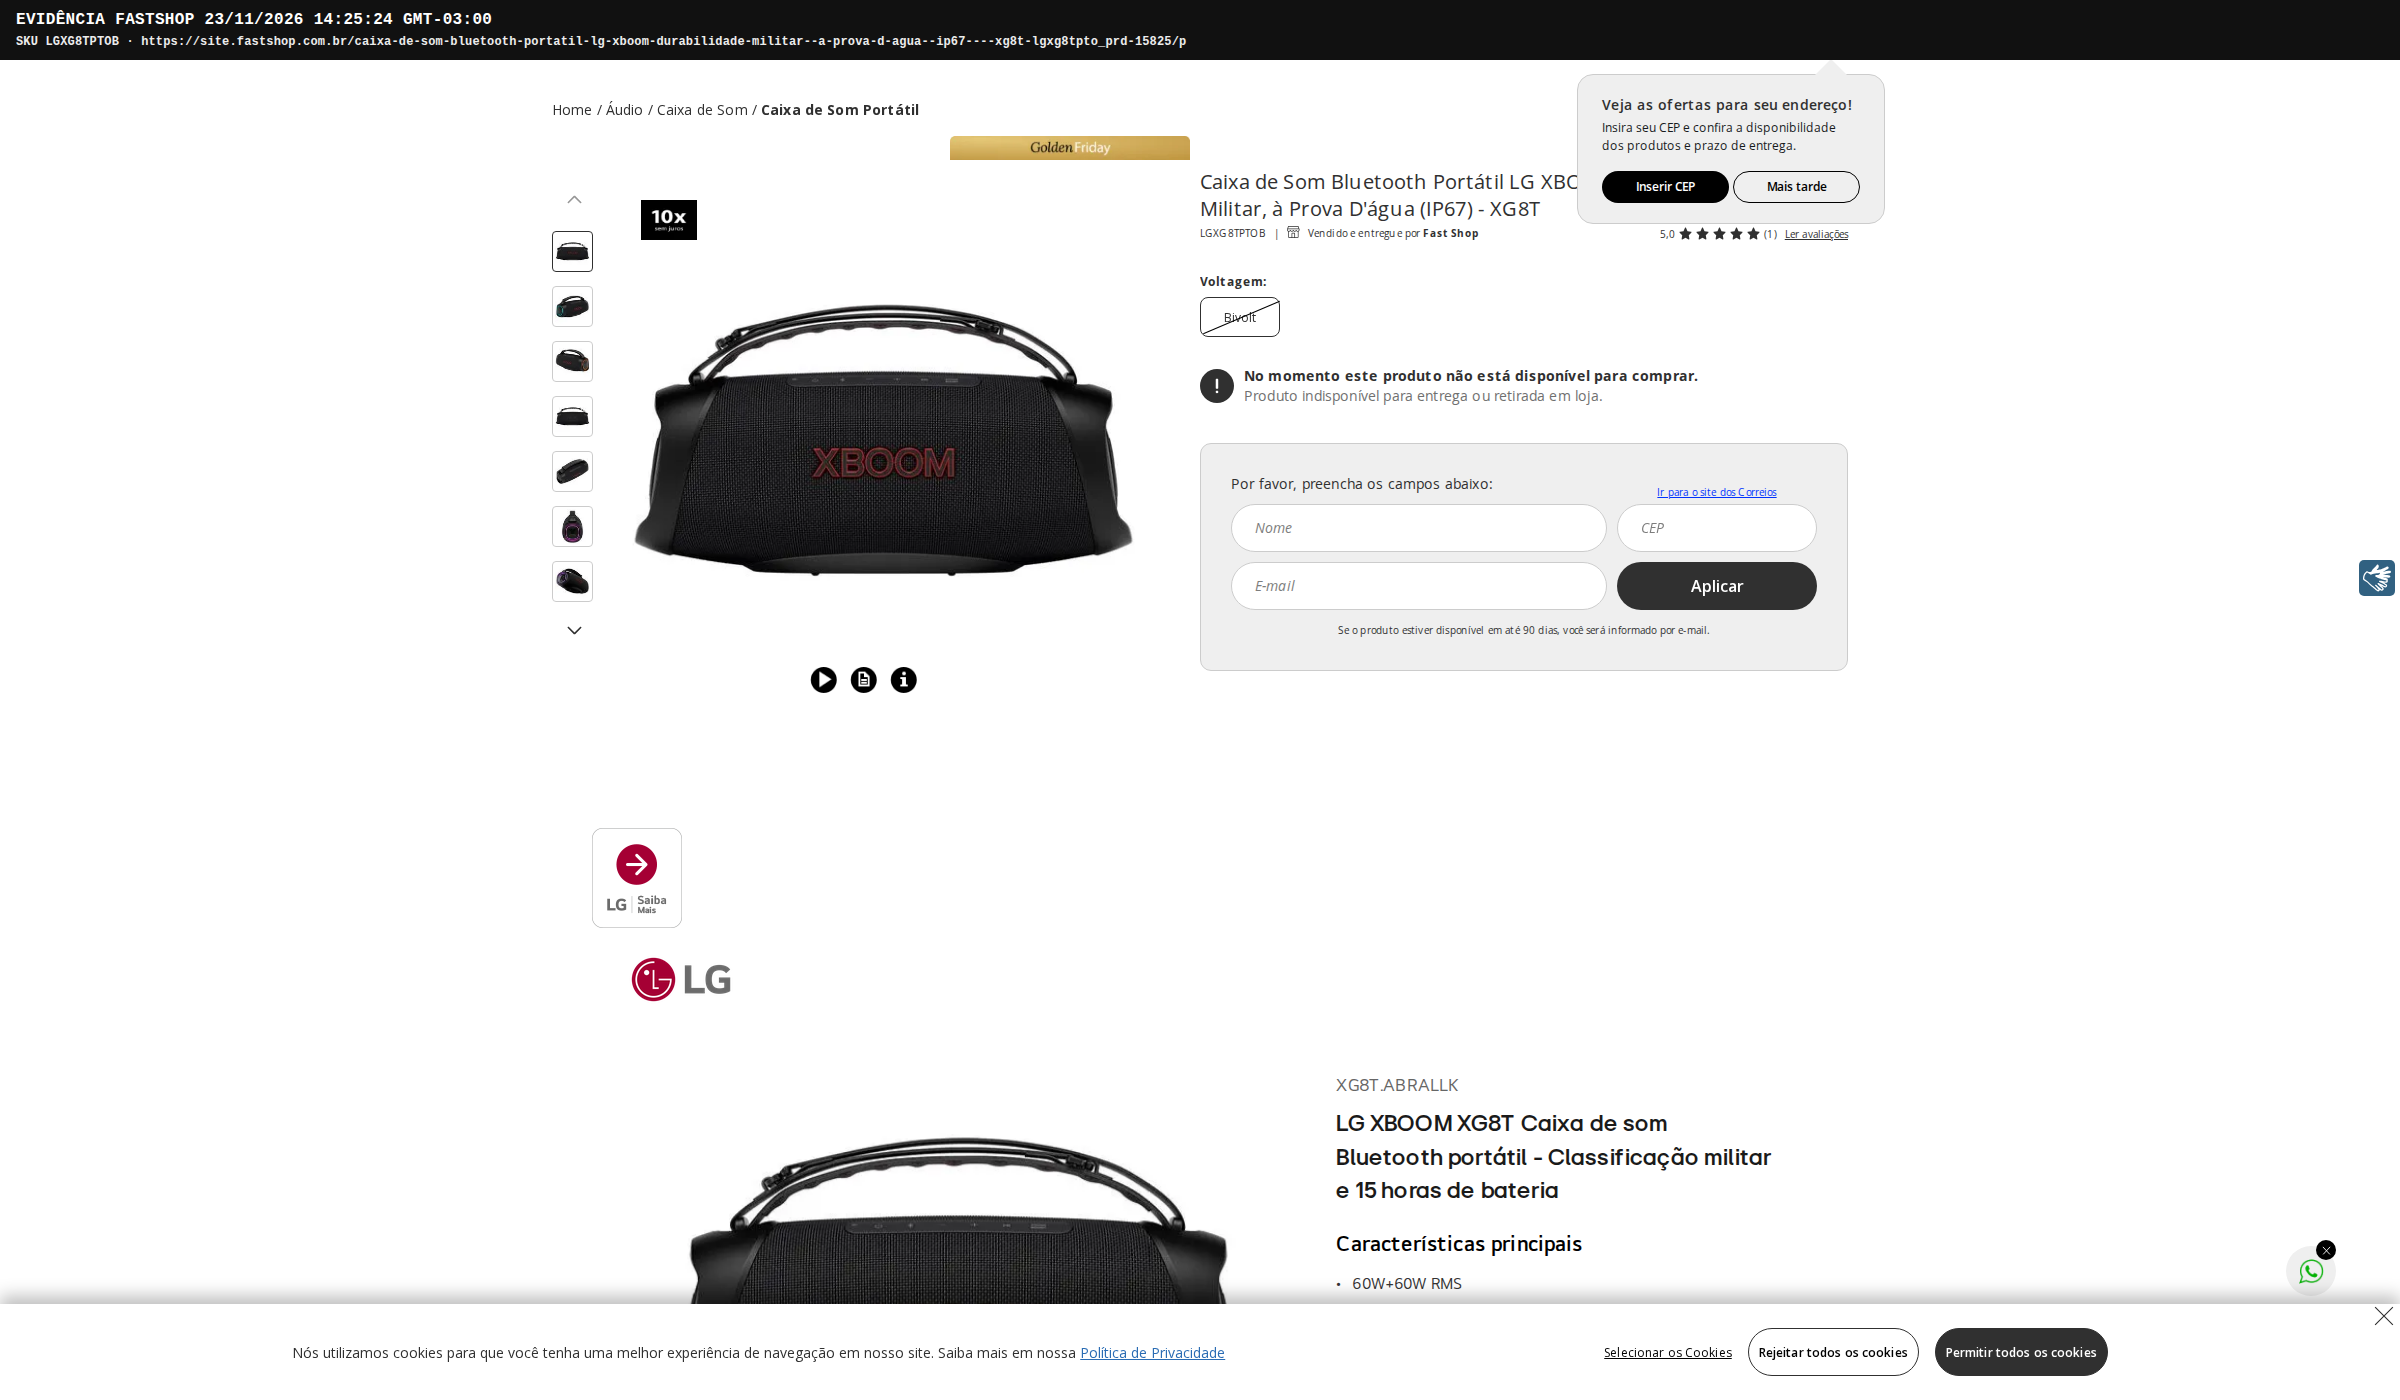 EVIDÊNCIA FASTSHOP 23/11/2026 14:25:24 GMT-03:00
SKU LGXG8TPTOB · https://site.fastshop.com.br/caixa-de-som-bluetooth-portatil-lg-xboom-durabilidade-militar--a-prova-d-agua--ip67----xg8t-lgxg8tpto_prd-15825/p
Home / Áudio / Caixa de Som / Caixa de Som Portátil
Veja as ofertas para seu endereço!
Insira seu CEP e confira a disponibilidade
dos produtos e prazo de entrega.
Inserir CEP
Mais tarde
Golden Friday
10x
sem juros
Caixa de Som Bluetooth Portátil LG XBO
Militar, à Prova D'água (IP67) - XG8T
LGXG8TPTOB | Vendido e entregue por Fast Shop
5,0 (1) Ler avaliações
Voltagem:
Bivolt
No momento este produto não está disponível para comprar.
Produto indisponível para entrega ou retirada em loja.
XBOOM
Por favor, preencha os campos abaixo:
Ir para o site dos Correios
Nome
CEP
E-mail
Aplicar
Se o produto estiver disponível em até 90 dias, você será informado por e-mail.
LG | Saiba Mais
LG
XG8T.ABRALLK
LG XBOOM XG8T Caixa de som
Bluetooth portátil - Classificação militar
e 15 horas de bateria
Características principais
• 60W+60W RMS
Nós utilizamos cookies para que você tenha uma melhor experiência de navegação em nosso site. Saiba mais em nossa Política de Privacidade
Selecionar os Cookies
Rejeitar todos os cookies
Permitir todos os cookies